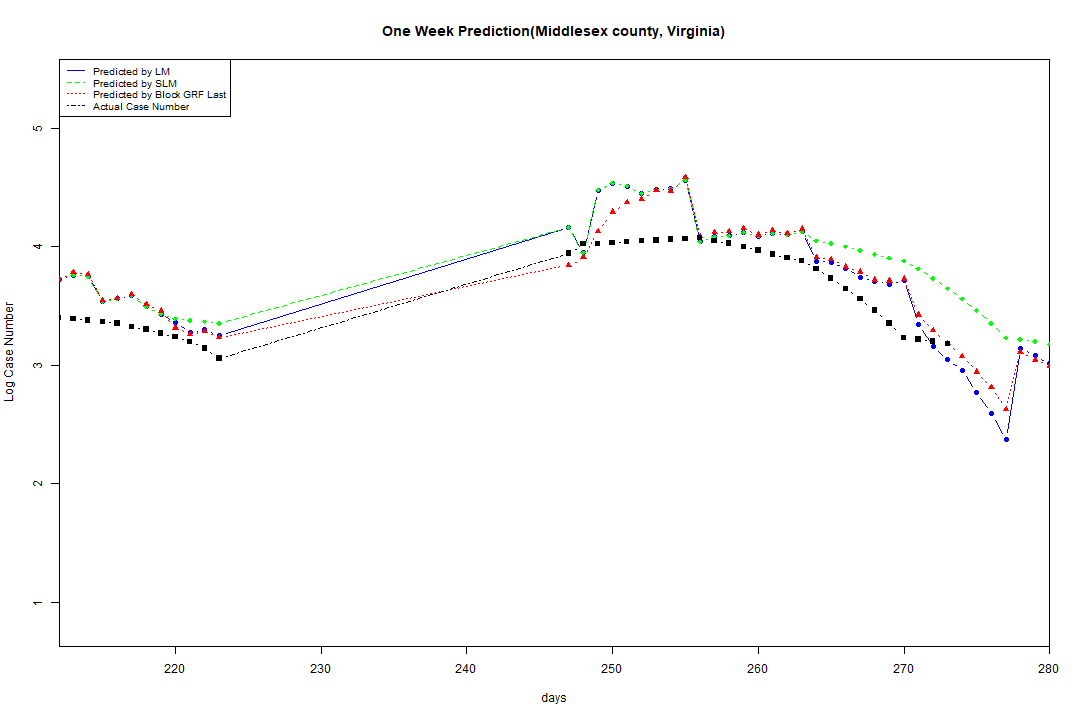 One Week Prediction(Middlesex county, Virginia)
Predicted by LM
Predicted by SLM
Predicted by Block GRF Last
Actual Case Number
5
4
3
2
1
Log Case Number
220 230 240 250 260 270 280
days